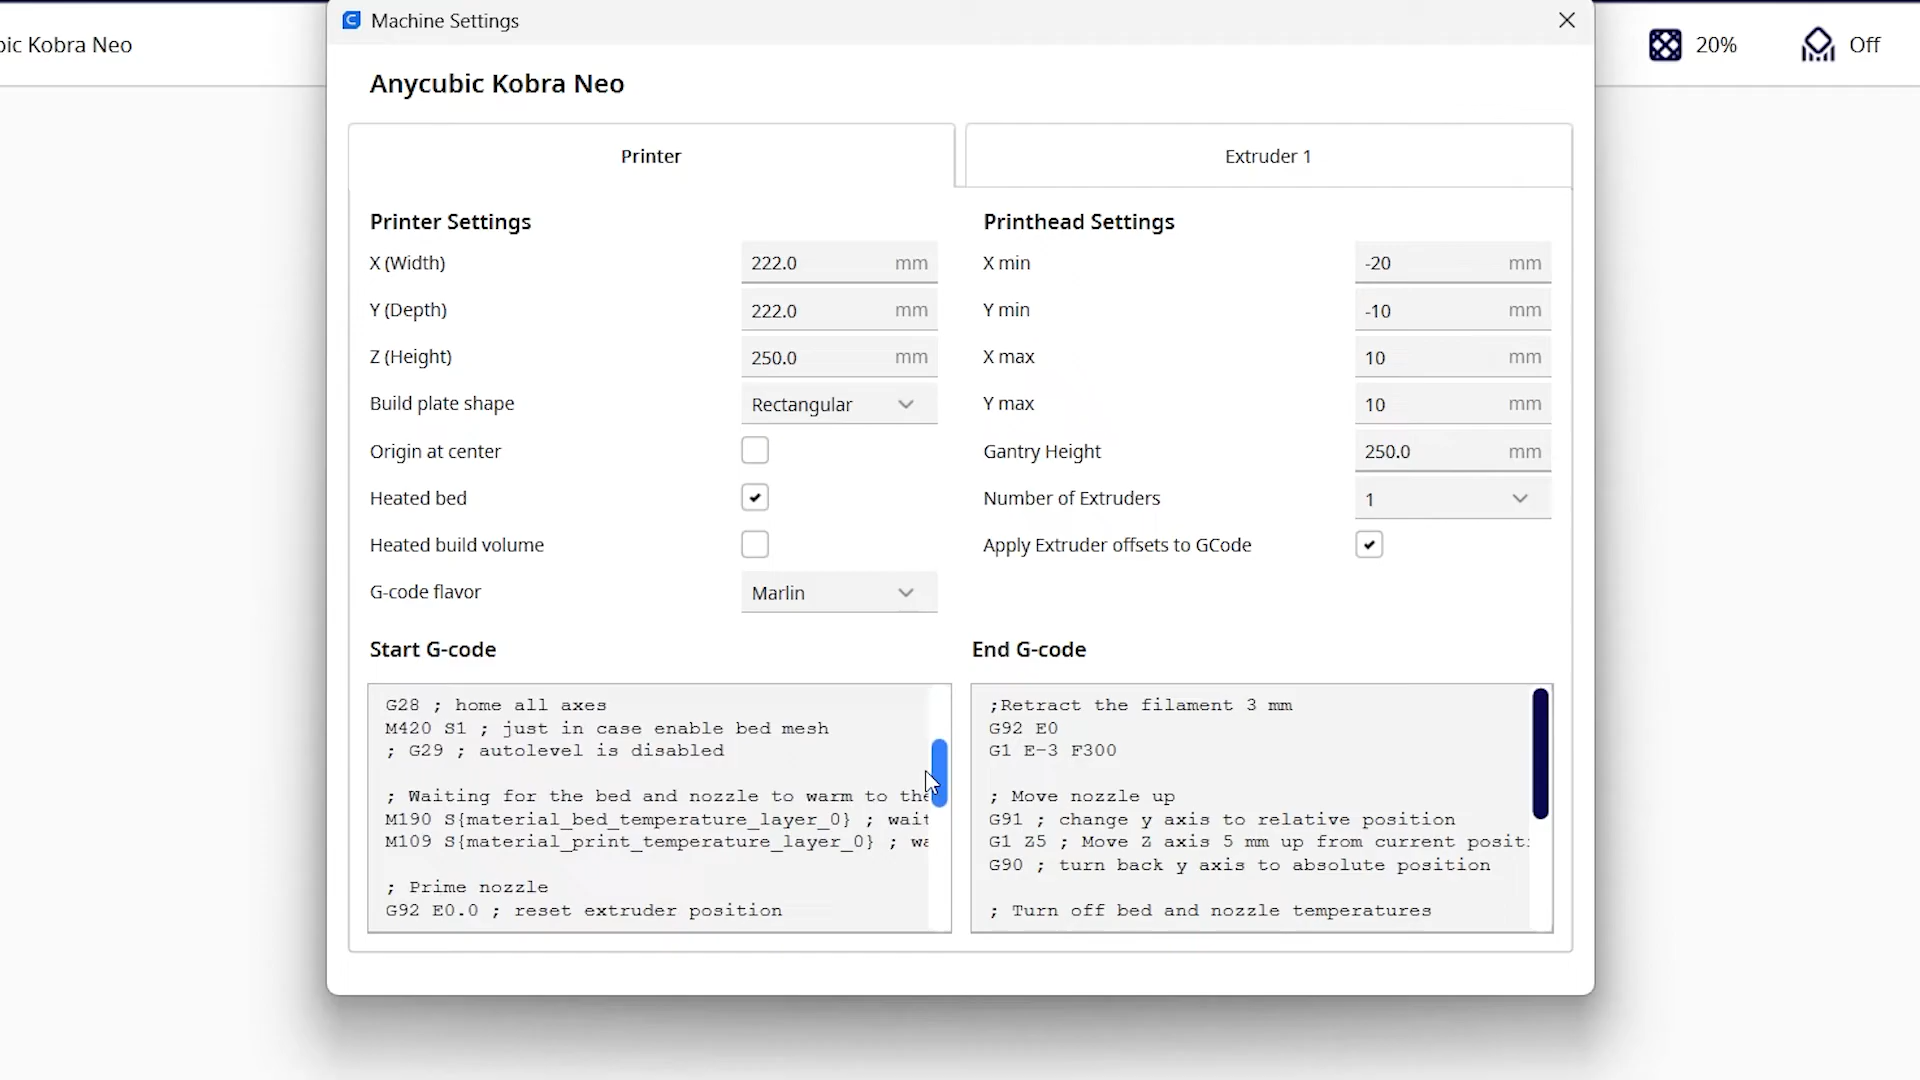 Machine Settings
bic Kobra Neo
20%
Off
Anycubic Kobra Neo
Printer
Extruder 1
Printer Settings
X (Width)
222.0 mm
Y (Depth)
222.0 mm
Z (Height)
250.0 mm
Build plate shape
Rectangular
Origin at center
Heated bed
Heated build volume
G-code flavor
Marlin
Printhead Settings
X min
-20 mm
Y min
-10 mm
X max
10 mm
Y max
10 mm
Gantry Height
250.0 mm
Number of Extruders
1
Apply Extruder offsets to GCode
Start G-code
G28 ; home all axes
M420 S1 ; just in case enable bed mesh
; G29 ; autolevel is disabled
; Waiting for the bed and nozzle to warm to the
M190 S{material_bed_temperature_layer_0} ; wait
M109 S{material_print_temperature_layer_0} ; wa
; Prime nozzle
G92 E0.0 ; reset extruder position
End G-code
;Retract the filament 3 mm
G92 E0
G1 E-3 F300
; Move nozzle up
G91 ; change y axis to relative position
G1 Z5 ; Move Z axis 5 mm up from current posit
G90 ; turn back y axis to absolute position
; Turn off bed and nozzle temperatures